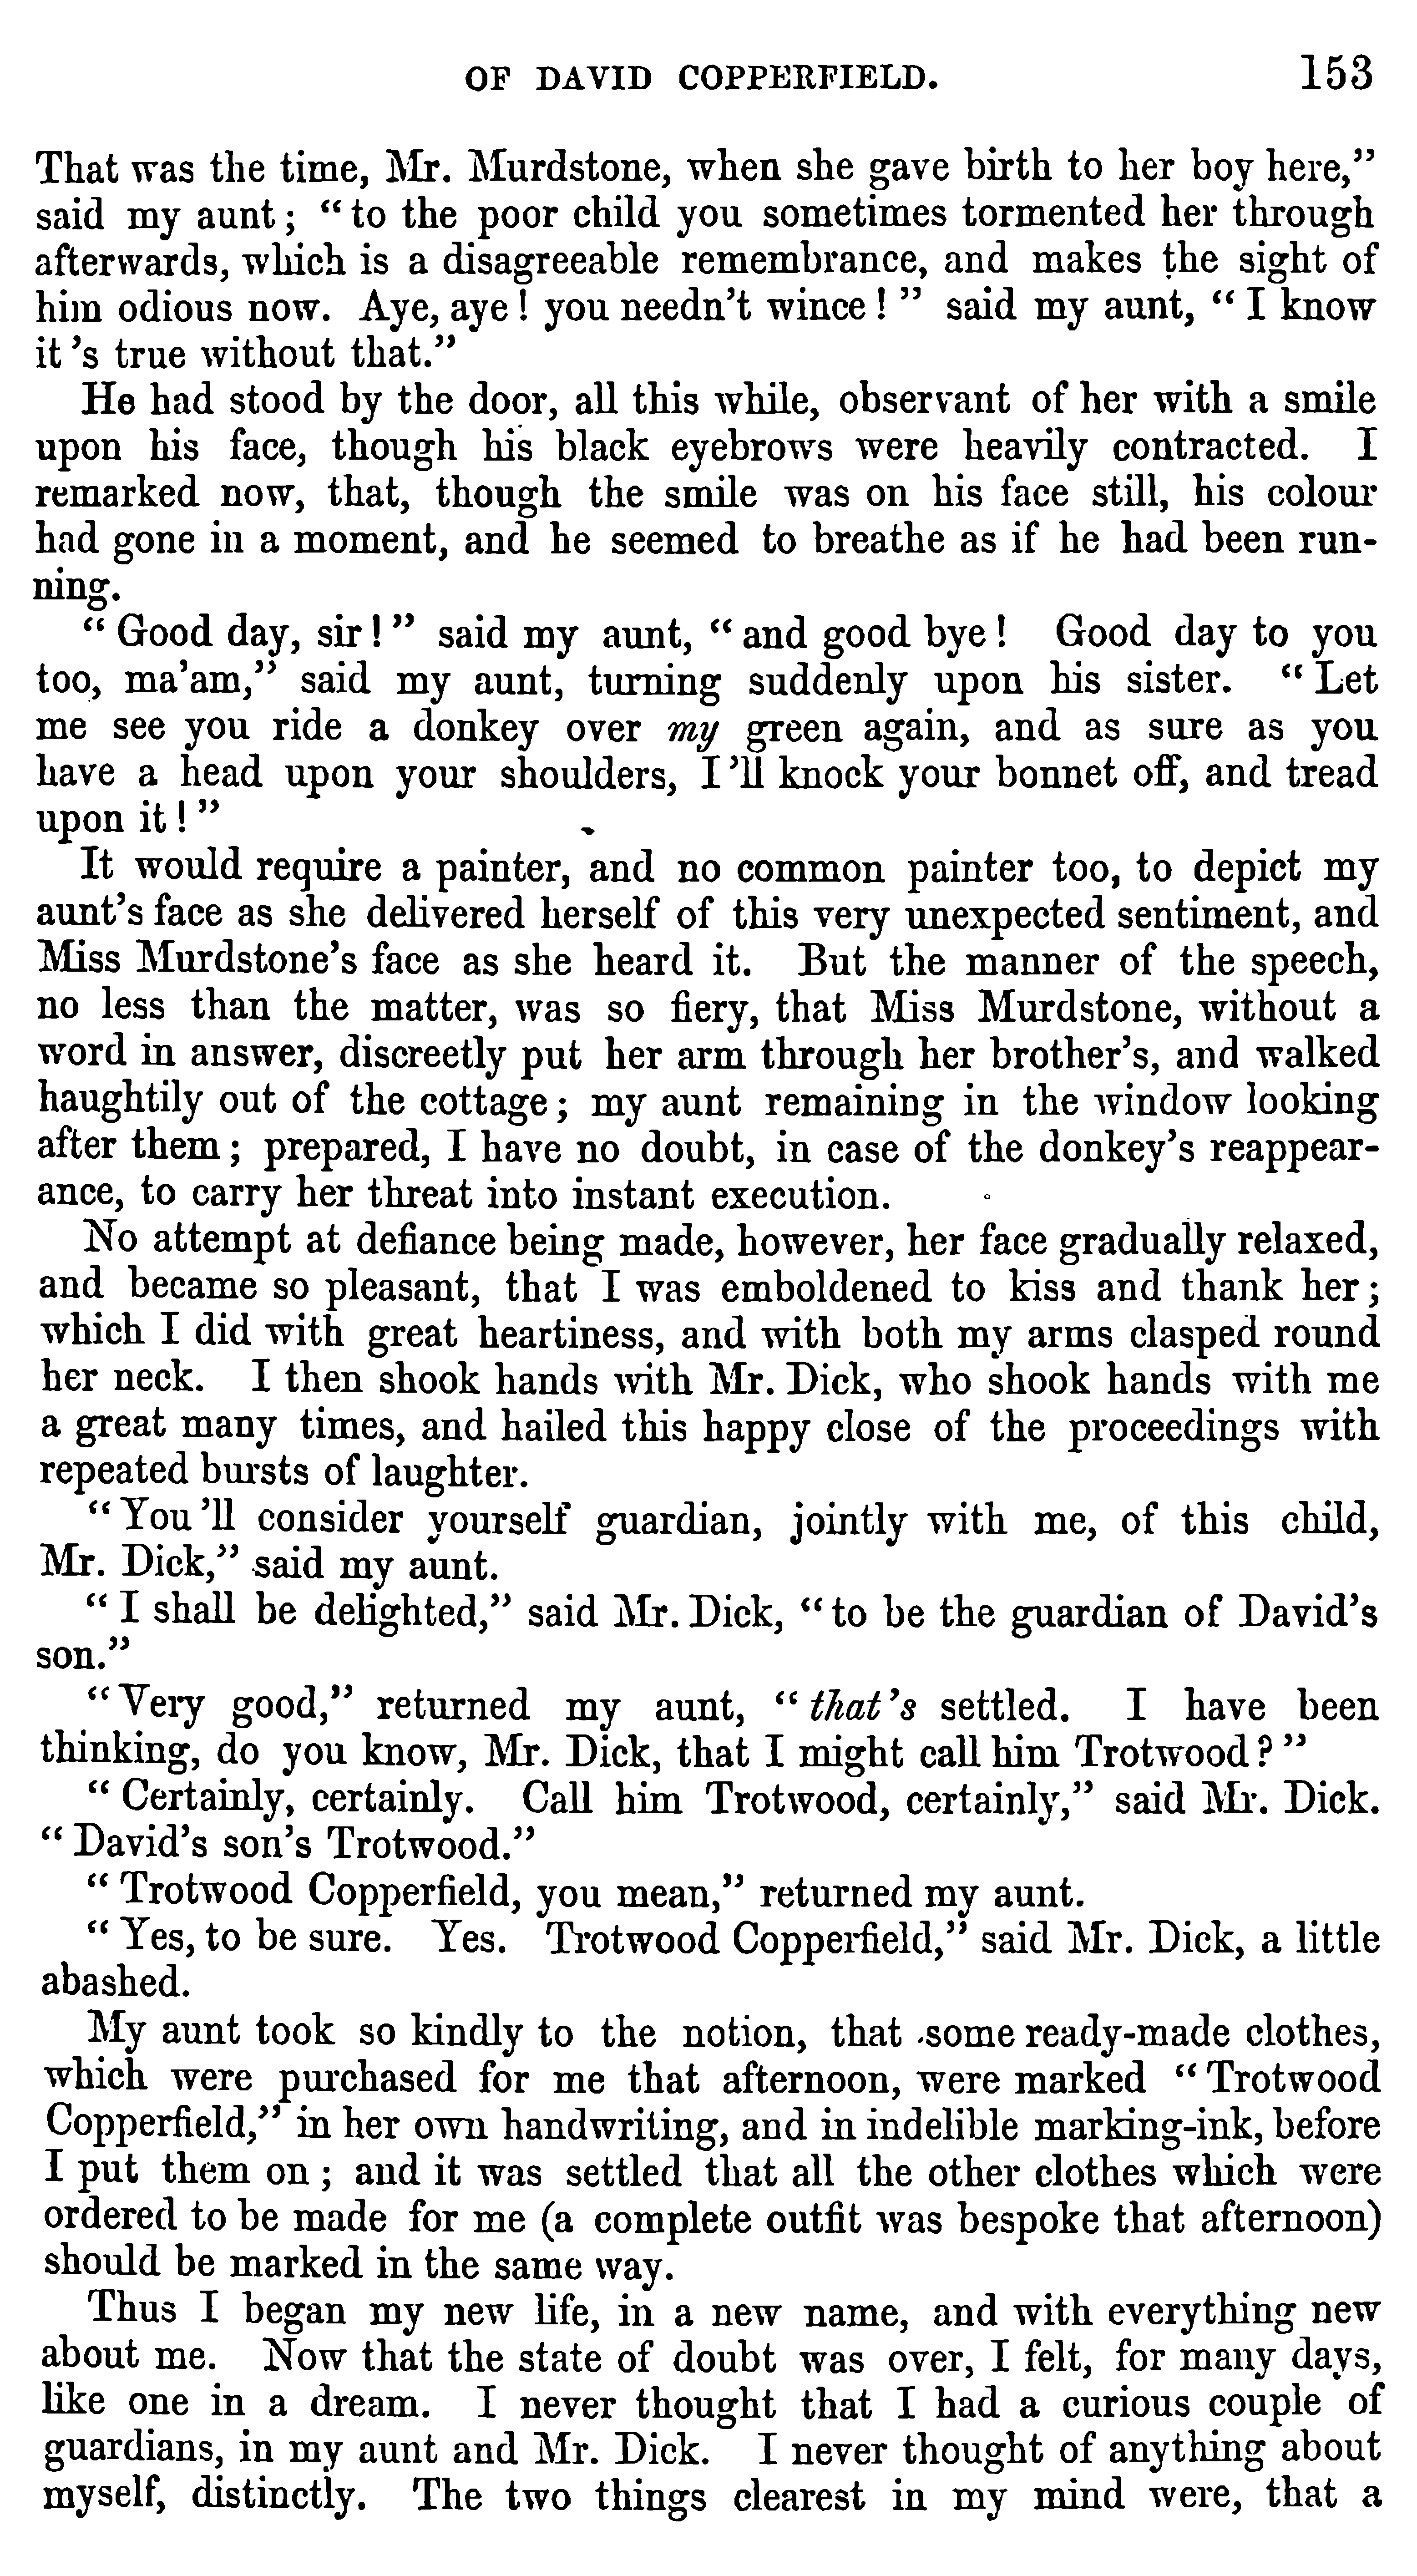 OF DAVID COPPERFIELD. 153
That was the time, Mr. Murdstone, when she gave birth to her boy here,”
said my aunt; “to the poor child you sometimes tormented her through
afterwards, which is a disagreeable remembrance, and makes the sight of
him odious now. Aye, aye! you needn't wince!” said my aunt, “I know
it 's true without that.”
He had stood by the door, all this while, observant of her with a smile
upon his face, though his black eyebrows were heavily contracted. I
remarked now, that, though the smile was on his face still, his colour
had gone in a moment, and he seemed to breathe as if he had been run-
ning.
“Good day, sir!” said my aunt, “and good bye! Good day to you
too, ma'am,” said my aunt, turning suddenly upon his sister. “Let
me see you ride a donkey over my green again, and as sure as you
have a head upon your shoulders, I 'll knock your bonnet off, and tread
upon it!”
It would require a painter, and no common painter too, to depict my
aunt's face as she delivered herself of this very unexpected sentiment, and
Miss Murdstone's face as she heard it. But the manner of the speech,
no less than the matter, was so fiery, that Miss Murdstone, without a
word in answer, discreetly put her arm through her brother's, and walked
haughtily out of the cottage; my aunt remaining in the window looking
after them; prepared, I have no doubt, in case of the donkey's reappear-
ance, to carry her threat into instant execution.
No attempt at defiance being made, however, her face gradually relaxed,
and became so pleasant, that I was emboldened to kiss and thank her;
which I did with great heartiness, and with both my arms clasped round
her neck. I then shook hands with Mr. Dick, who shook hands with me
a great many times, and hailed this happy close of the proceedings with
repeated bursts of laughter.
“You 'll consider yourself guardian, jointly with me, of this child,
Mr. Dick,” said my aunt.
“I shall be delighted,” said Mr. Dick, “to be the guardian of David's
son.”
“Very good,” returned my aunt, “that 's settled. I have been
thinking, do you know, Mr. Dick, that I might call him Trotwood?”
“Certainly, certainly. Call him Trotwood, certainly,” said Mr. Dick.
“David's son's Trotwood.”
“Trotwood Copperfield, you mean,” returned my aunt.
“Yes, to be sure. Yes. Trotwood Copperfield,” said Mr. Dick, a little
abashed.
My aunt took so kindly to the notion, that some ready-made clothes,
which were purchased for me that afternoon, were marked “Trotwood
Copperfield,” in her own handwriting, and in indelible marking-ink, before
I put them on; and it was settled that all the other clothes which were
ordered to be made for me (a complete outfit was bespoke that afternoon)
should be marked in the same way.
Thus I began my new life, in a new name, and with everything new
about me. Now that the state of doubt was over, I felt, for many days,
like one in a dream. I never thought that I had a curious couple of
guardians, in my aunt and Mr. Dick. I never thought of anything about
myself, distinctly. The two things clearest in my mind were, that a